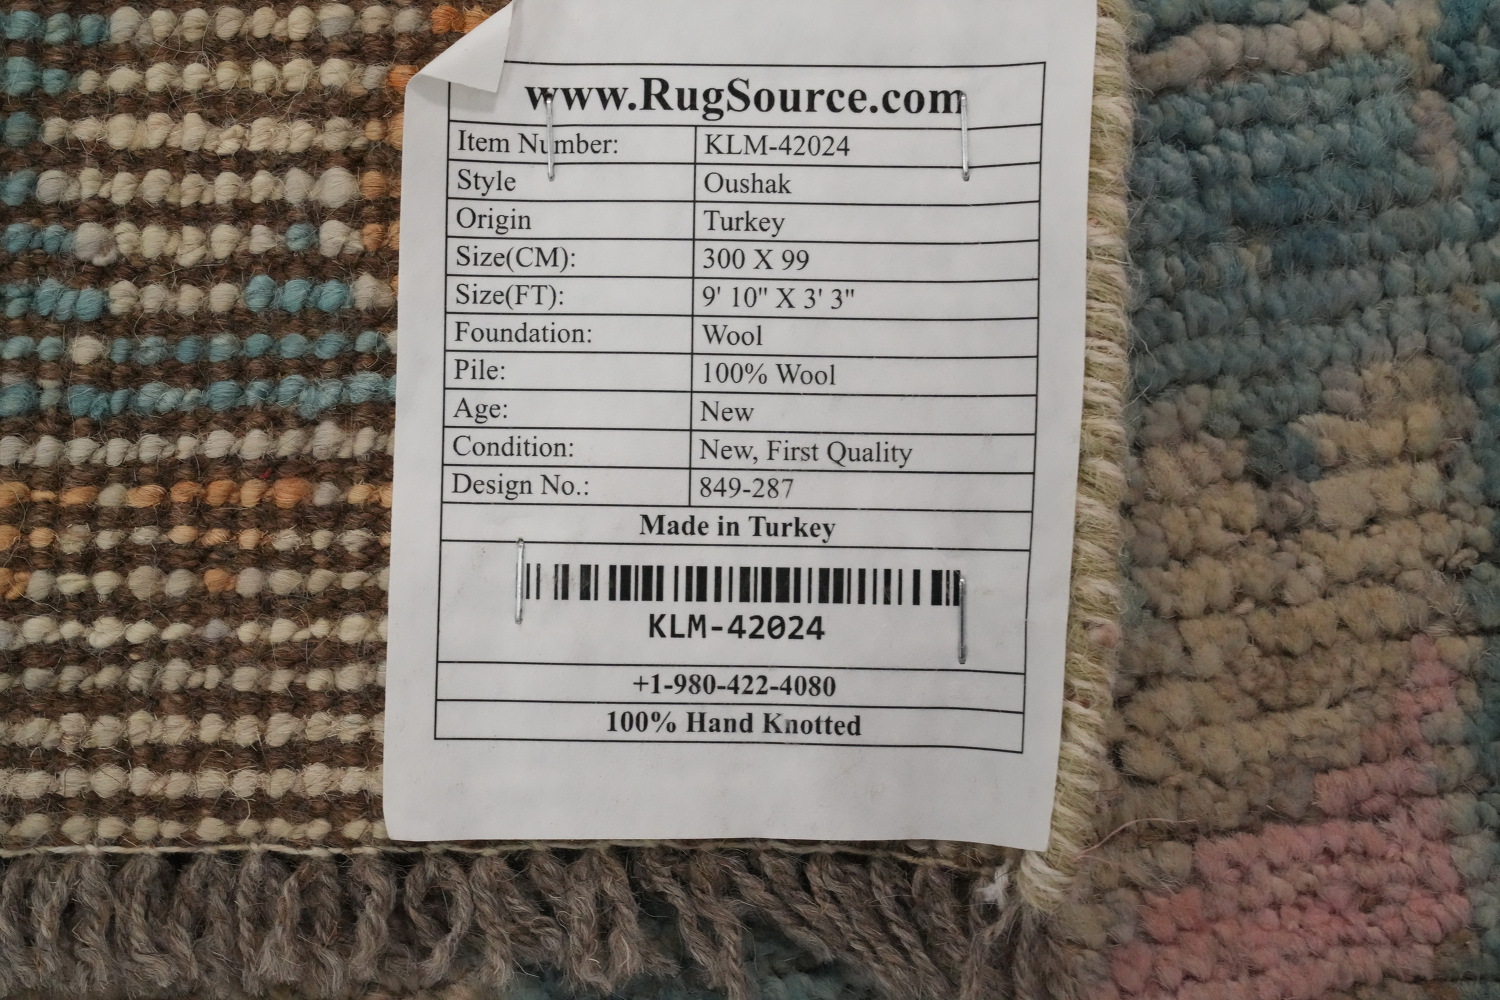 www.RugSource.com
Item Number: KLM-42024
Style Oushak
Origin Turkey
Size(CM): 300 X 99
Size(FT): 9' 10" X 3' 3"
Foundation: Wool
Pile: 100% Wool
Age: New
Condition: New, First Quality
Design No.: 849-287
Made in Turkey
KLM-42024
+1-980-422-4080
100% Hand Knotted